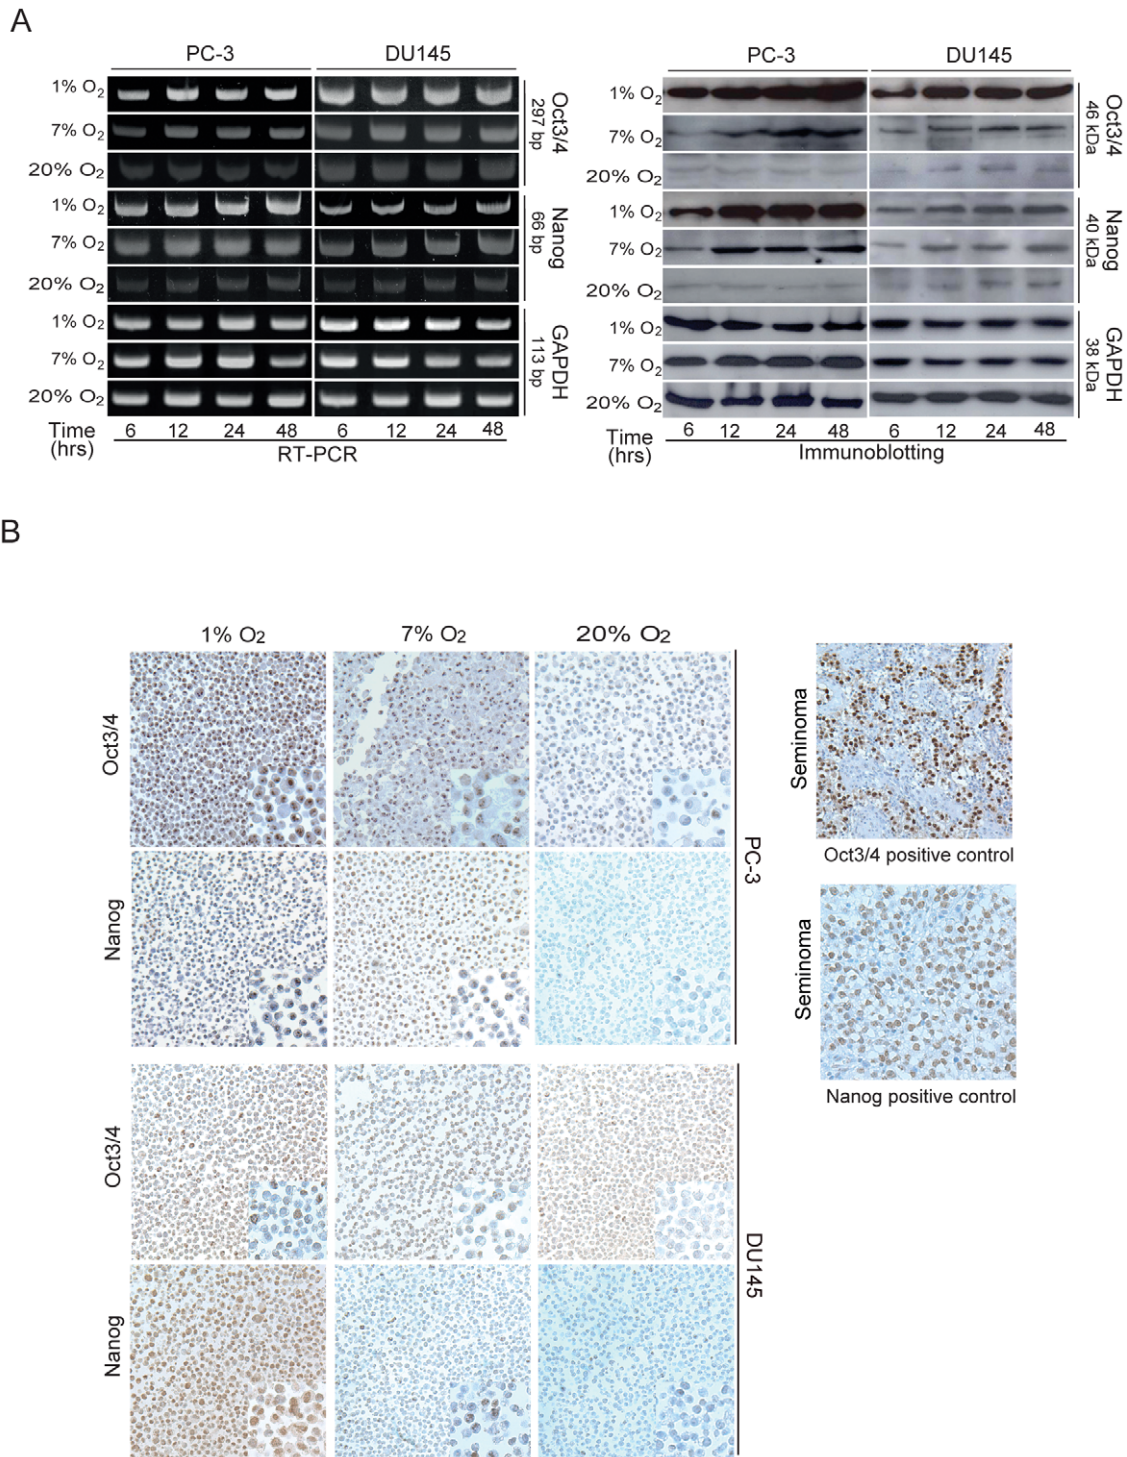 A
PC-3 DU145
1% O2
7% O2
20% O2
Oct3/4
297 bp
1% O2
7% O2
20% O2
Nanog
66 bp
1% O2
7% O2
20% O2
GAPDH
113 bp
Time
(hrs)
6 12 24 48 6 12 24 48
RT-PCR
PC-3 DU145
1% O2
7% O2
20% O2
Oct3/4
46 kDa
1% O2
7% O2
20% O2
Nanog
40 kDa
1% O2
7% O2
20% O2
GAPDH
38 kDa
Time
(hrs)
6 12 24 48 6 12 24 48
Immunoblotting
B
1% O2 7% O2 20% O2
Oct3/4
Nanog
PC-3
Oct3/4
Nanog
DU145
Seminoma
Oct3/4 positive control
Seminoma
Nanog positive control